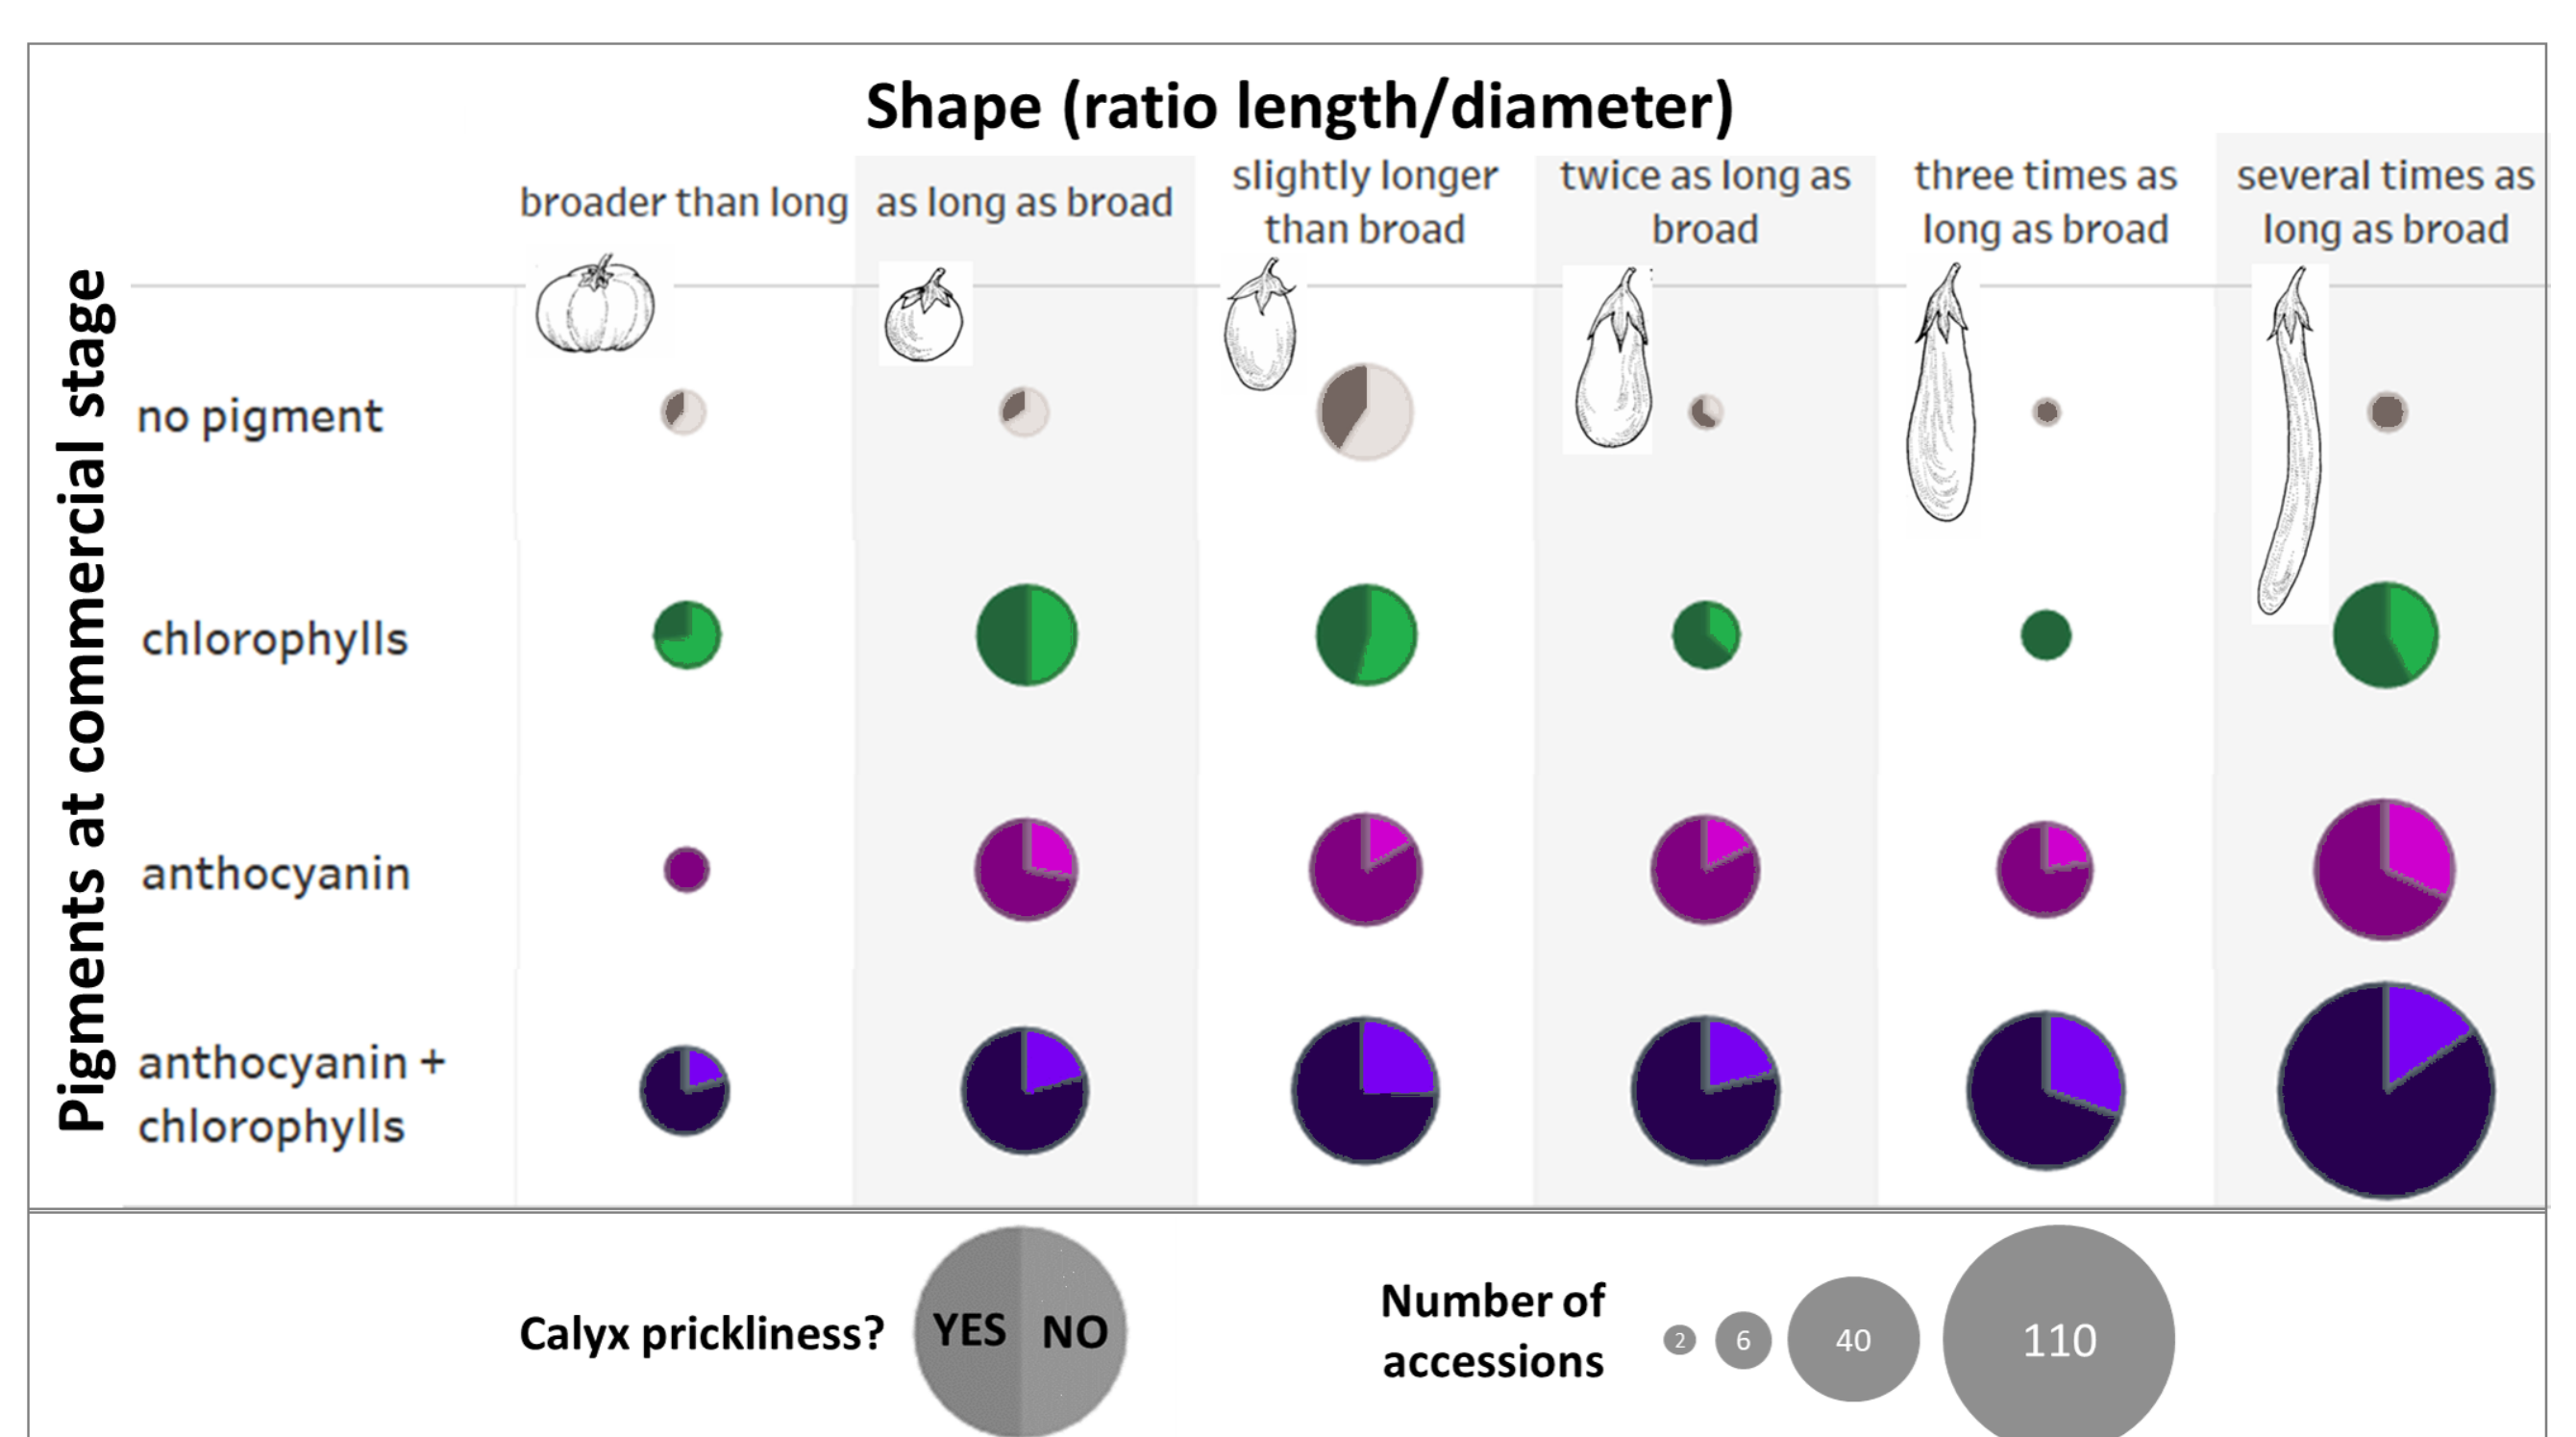 Shape (ratio length/diameter)
broader than long
as long as broad
slightly longer
than broad
twice as long as
broad
three times as
long as broad
several times as
long as broad
Pigments at commercial stage
no pigment
chlorophylls
anthocyanin
anthocyanin +
chlorophylls
Calyx prickliness?
YES
NO
Number of
accessions
2
6
40
110